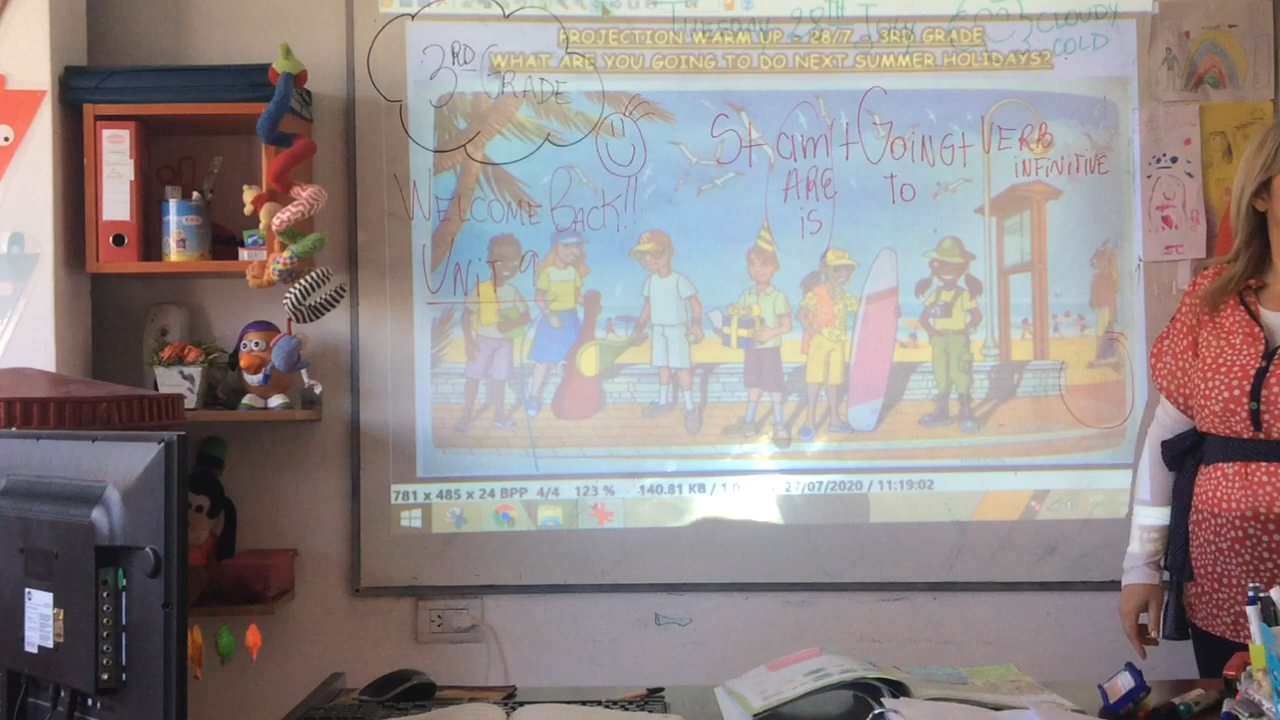 TUESDAY 28TH JULY CLOUDY
COLD
PROJECTION WARM UP - 28/7 - 3RD GRADE
WHAT ARE YOU GOING TO DO NEXT SUMMER HOLIDAYS?
3RD GRADE
S + am + GOING + VERB
ARE TO INFINITIVE
IS
WELCOME BACK!!
UNIT 9
781 x 485 x 24 BPP 4/4 123 % 140.81 KB / 27/07/2020 / 11:19:02